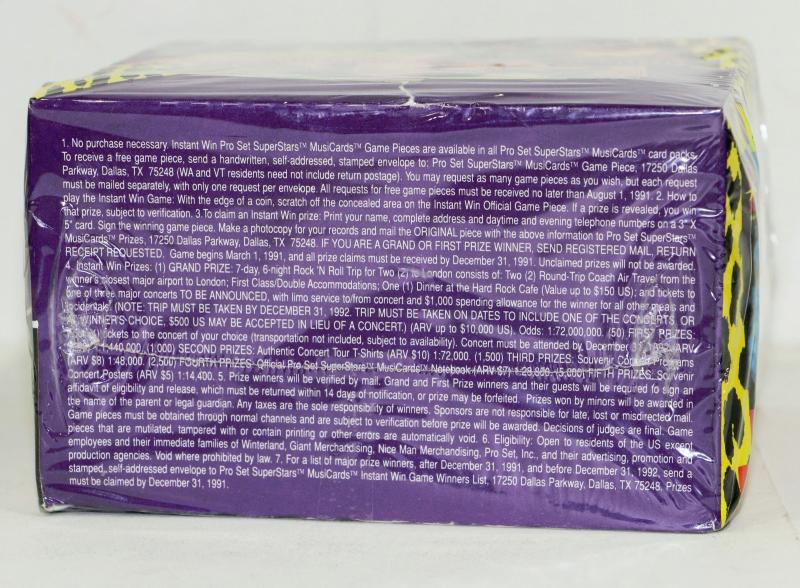 1. No purchase necessary. Instant Win Pro Set SuperStars™ MusiCards™ Game Pieces are available in all Pro Set SuperStars™ MusiCards™ card packs.
To receive a free game piece, send a handwritten, self-addressed, stamped envelope to: Pro Set SuperStars™ MusiCards™ Game Piece, 17250 Dallas
Parkway, Dallas, TX 75248 (WA and VT residents need not include return postage). You may request as many game pieces as you wish, but each request
must be mailed separately, with only one request per envelope. All requests for free game pieces must be received no later than August 1, 1991. 2. How to
play the Instant Win Game: With the edge of a coin, scratch off the concealed area on the Instant Win Official Game Piece. If a prize is revealed, you win
that prize, subject to verification. 3.To claim an Instant Win prize: Print your name, complete address and daytime and evening telephone numbers on a 3" X
5" card. Sign the winning game piece. Make a photocopy for your records and mail the ORIGINAL piece with the above information to Pro Set SuperStars™
MusiCards™ Prizes, 17250 Dallas Parkway, Dallas, TX 75248. IF YOU ARE A GRAND OR FIRST PRIZE WINNER, SEND REGISTERED MAIL, RETURN
RECEIPT REQUESTED. Game begins March 1, 1991, and all prize claims must be received by December 31, 1991. Unclaimed prizes will not be awarded.
4. Instant Win Prizes: (1) GRAND PRIZE: 7-day, 6-night Rock 'N Roll Trip for Two (2) to London consists of: Two (2) Round-Trip Coach Air Travel from the
winner's closest major airport to London; First Class/Double Accommodations; One (1) Dinner at the Hard Rock Cafe (Value up to $150 US); and tickets to
one of the major concerts TO BE ANNOUNCED, with limo service to/from concert and $1,000 spending allowance for the winner for all other meals and
incidentals. (NOTE: TRIP MUST BE TAKEN BY DECEMBER 31, 1992. TRIP MUST BE TAKEN ON DATES TO INCLUDE ONE OF THE CONCERTS. OR
AT WINNER'S CHOICE, $500 US MAY BE ACCEPTED IN LIEU OF A CONCERT.) (ARV up to $10,000 US). Odds: 1:72,000,000. (50) FIRST PRIZES:
tickets to the concert of your choice (transportation not included, subject to availability). Concert must be attended by December
1:440,000. (1,000) SECOND PRIZES: Authentic Concert Tour T-Shirts (ARV $10) 1:72,000. (1,500) THIRD PRIZES: Souvenir Concert Programs
(ARV $8) 1:48,000. (2,500) FOURTH PRIZES: Official Pro Set SuperStars™ MusiCards™ Notebook (ARV $7) 1:28,800. (5,000) FIFTH PRIZES: Souvenir
Concert Posters (ARV $5) 1:14,400. 5. Prize winners will be verified by mail. Grand and First Prize winners and their guests will be required to sign an
affidavit of eligibility and release, which must be returned within 14 days of notification, or prize may be forfeited. Prizes won by minors will be awarded in
the name of the parent or legal guardian. Any taxes are the sole responsibility of winners. Sponsors are not responsible for late, lost or misdirected mail.
Game pieces must be obtained through normal channels and are subject to verification before prize will be awarded. Decisions of judges are final. Game
pieces that are mutilated, tampered with or contain printing or other errors are automatically void. 6. Eligibility: Open to residents of the US except
employees and their immediate families of Winterland, Giant Merchandising, Nice Man Merchandising, Pro Set, Inc., and their advertising, promotion and
production agencies. Void where prohibited by law. 7. For a list of major prize winners, after December 31, 1991, and before December 31, 1992, send a
stamped, self-addressed envelope to Pro Set SuperStars™ MusiCards™ Instant Win Game Winners List, 17250 Dallas Parkway, Dallas, TX 75248. Prizes
must be claimed by December 31, 1991.